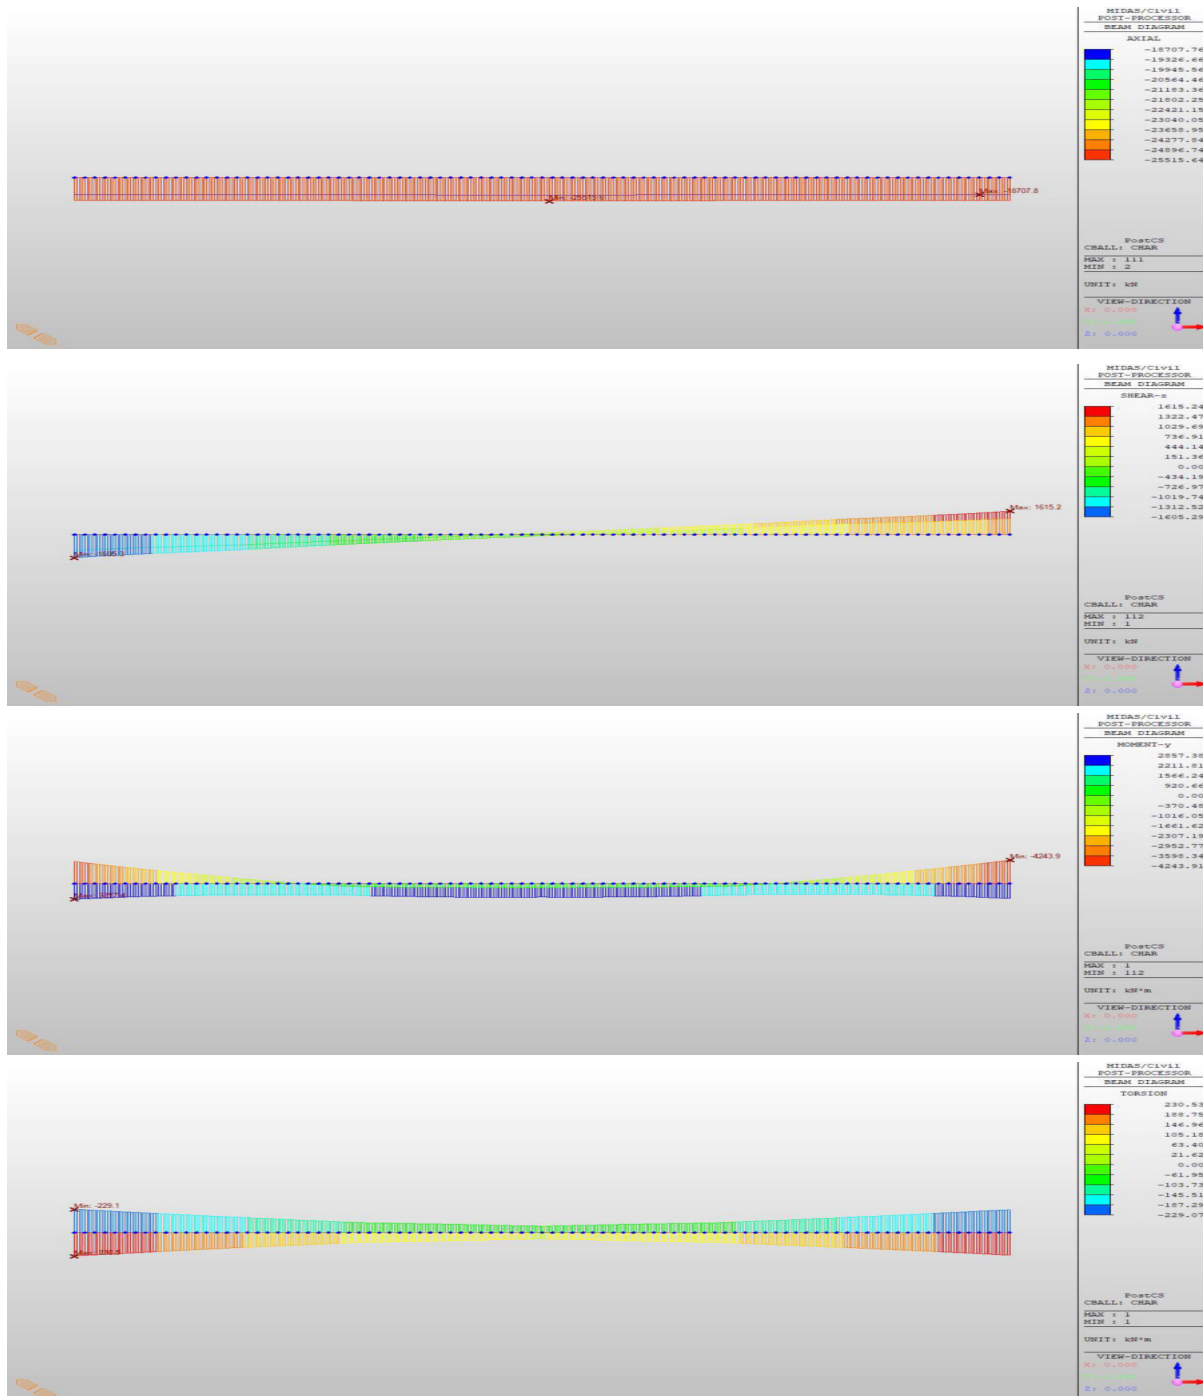 MIDAS/Civil
POST-PROCESSOR
BEAM DIAGRAM
AXIAL
-18707.76
-19326.66
-19945.56
-20564.46
-21183.36
-21802.25
-22421.15
-23040.05
-23658.95
-24277.84
-24896.74
-25515.64
Max: -18707.8
Min: -25515.6
PostCS
CBALL: CHAR
MAX : 111
MIN : 2
UNIT: kN
VIEW-DIRECTION
X: 0.000
Z: 0.000
MIDAS/Civil
POST-PROCESSOR
BEAM DIAGRAM
SHEAR-z
1615.24
1322.47
1029.69
736.91
444.14
151.36
0.00
-434.19
-726.97
-1019.74
-1312.52
-1605.29
Max: 1615.2
Min: -1605.3
PostCS
CBALL: CHAR
MAX : 112
MIN : 1
UNIT: kN
VIEW-DIRECTION
X: 0.000
Z: 0.000
MIDAS/Civil
POST-PROCESSOR
BEAM DIAGRAM
MOMENT-y
2857.38
2211.81
1566.24
920.66
0.00
-370.48
-1016.05
-1661.62
-2307.19
-2952.77
-3598.34
-4243.91
Min: -4243.9
PostCS
CBALL: CHAR
MAX : 1
MIN : 112
UNIT: kN*m
VIEW-DIRECTION
X: 0.000
Z: 0.000
MIDAS/Civil
POST-PROCESSOR
BEAM DIAGRAM
TORSION
230.53
188.75
146.96
105.18
63.40
21.62
0.00
-61.95
-103.73
-145.51
-187.29
-229.07
Min: -229.1
PostCS
CBALL: CHAR
MAX : 1
MIN : 1
UNIT: kN*m
VIEW-DIRECTION
X: 0.000
Z: 0.000